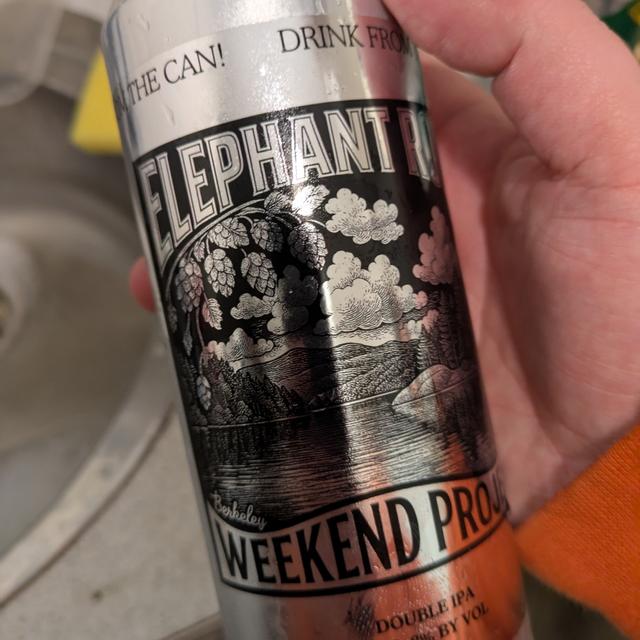 THE CAN! DRINK FROM
ELEPHANT
Berkeley
WEEKEND
DOUBLE IPA
% BY VOL